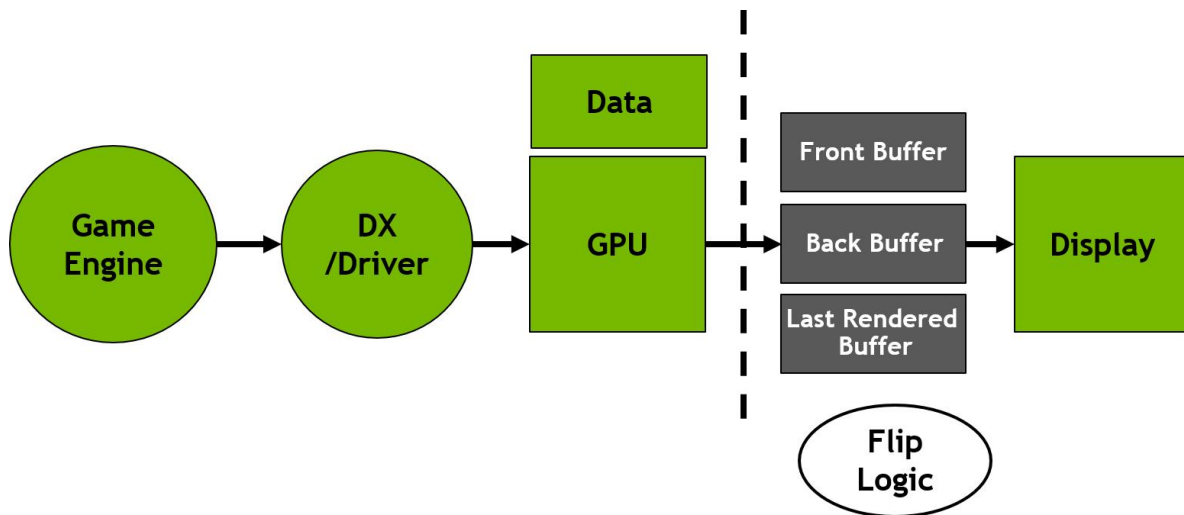 Game
Engine
DX
/Driver
Data
GPU
Front Buffer
Back Buffer
Last Rendered
Buffer
Flip
Logic
Display